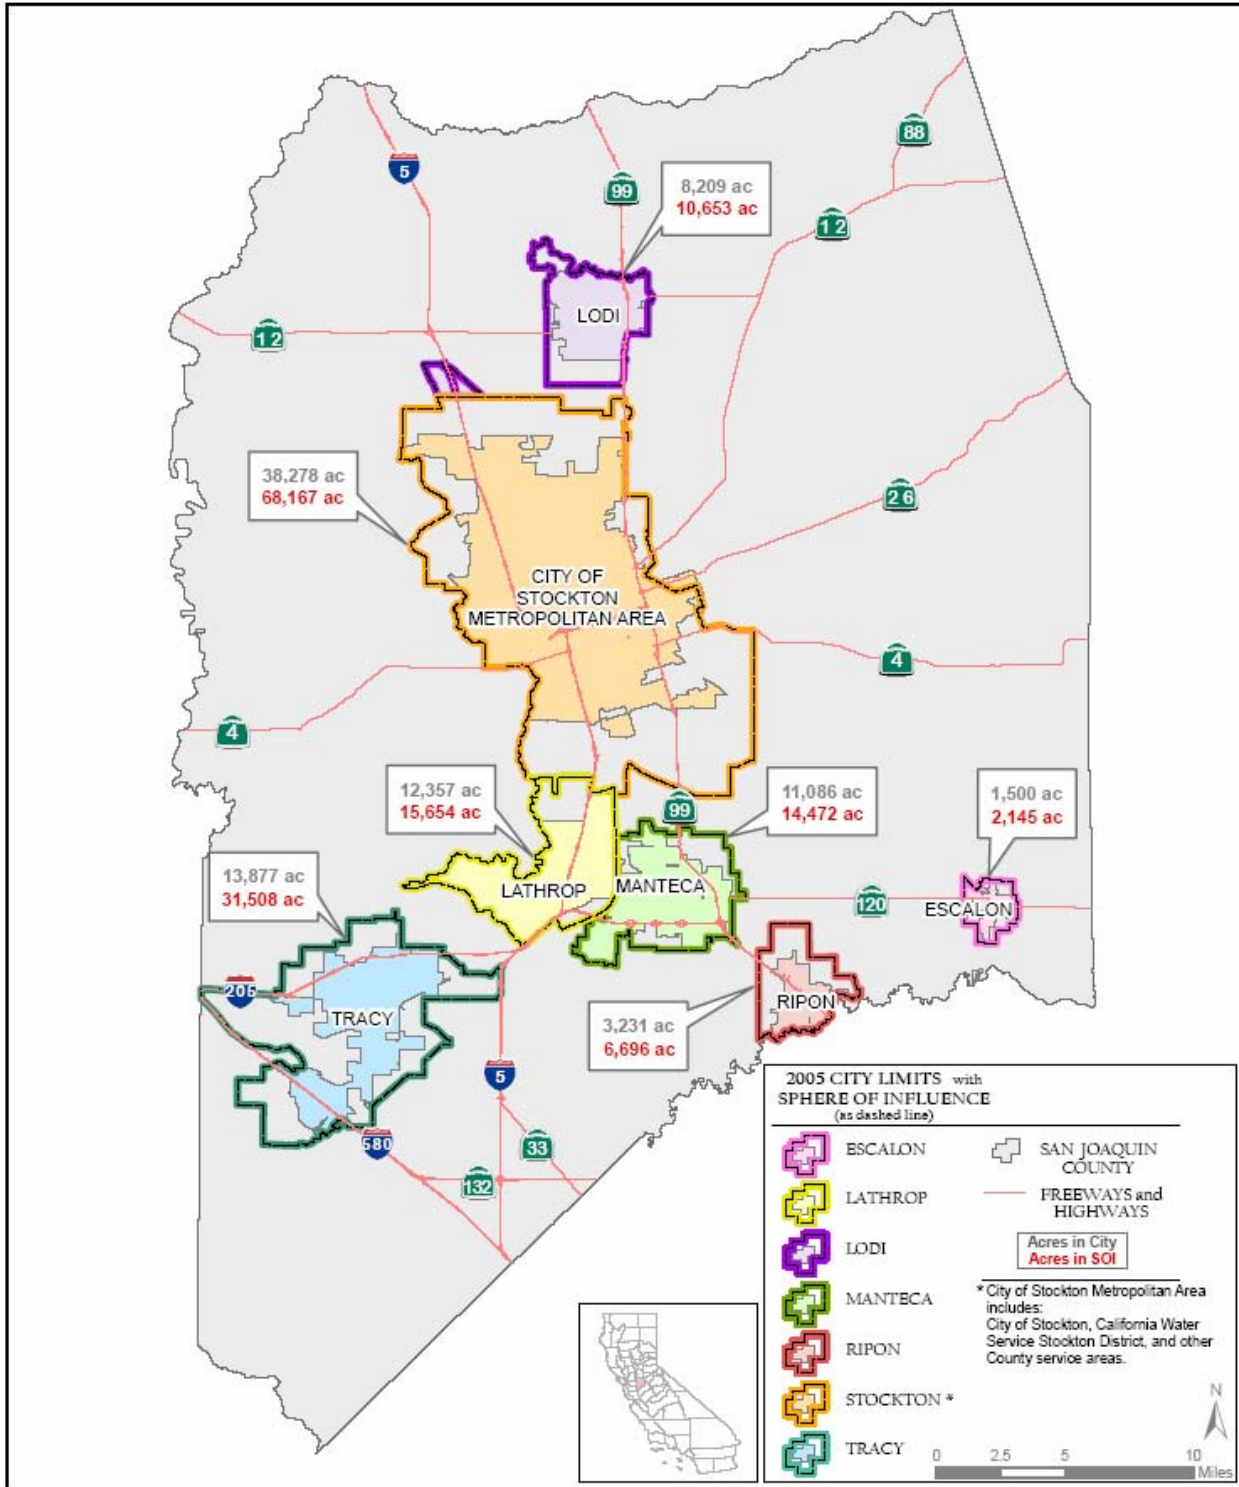 88
5
99
8,209 ac
10,653 ac
12
LODI
12
38,278 ac
68,167 ac
26
CITY OF
STOCKTON
METROPOLITAN AREA
4
4
12,357 ac
15,654 ac
11,086 ac
14,472 ac
1,500 ac
2,145 ac
99
13,877 ac
31,508 ac
LATHROP
MANTECA
120
ESCALON
205
TRACY
RIPON
3,231 ac
6,696 ac
5
580
33
132
2005 CITY LIMITS with
SPHERE OF INFLUENCE
(as dashed line)
ESCALON
LATHROP
LODI
MANTECA
RIPON
STOCKTON *
TRACY
SAN JOAQUIN
COUNTY
FREEWAYS and
HIGHWAYS
Acres in City
Acres in SOI
* City of Stockton Metropolitan Area
includes:
City of Stockton, California Water
Service Stockton District, and other
County service areas.
N
0 2.5 5 10
Miles